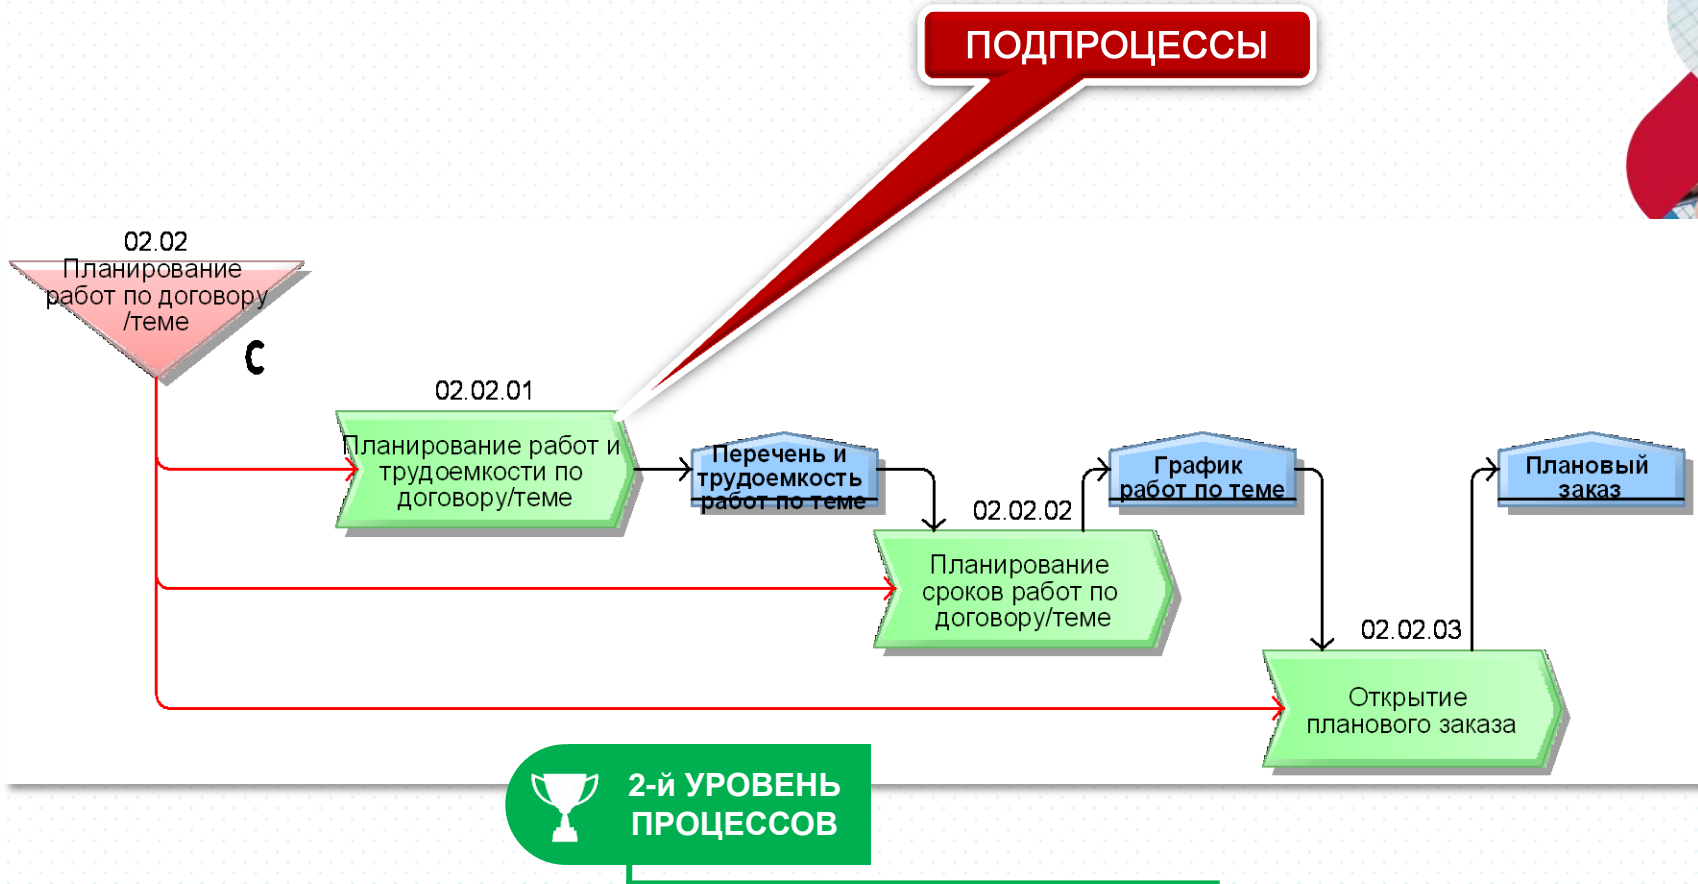 ПОДПРОЦЕССЫ
02.02
Планирование
работ по договору
/теме
С
02.02.01
Планирование работ и
трудоемкости по
договору/теме
Перечень и
трудоемкость
работ по теме
02.02.02
Планирование
сроков работ по
договору/теме
График
работ по теме
02.02.03
Открытие
планового заказа
Плановый
заказ
2-й УРОВЕНЬ
ПРОЦЕССОВ